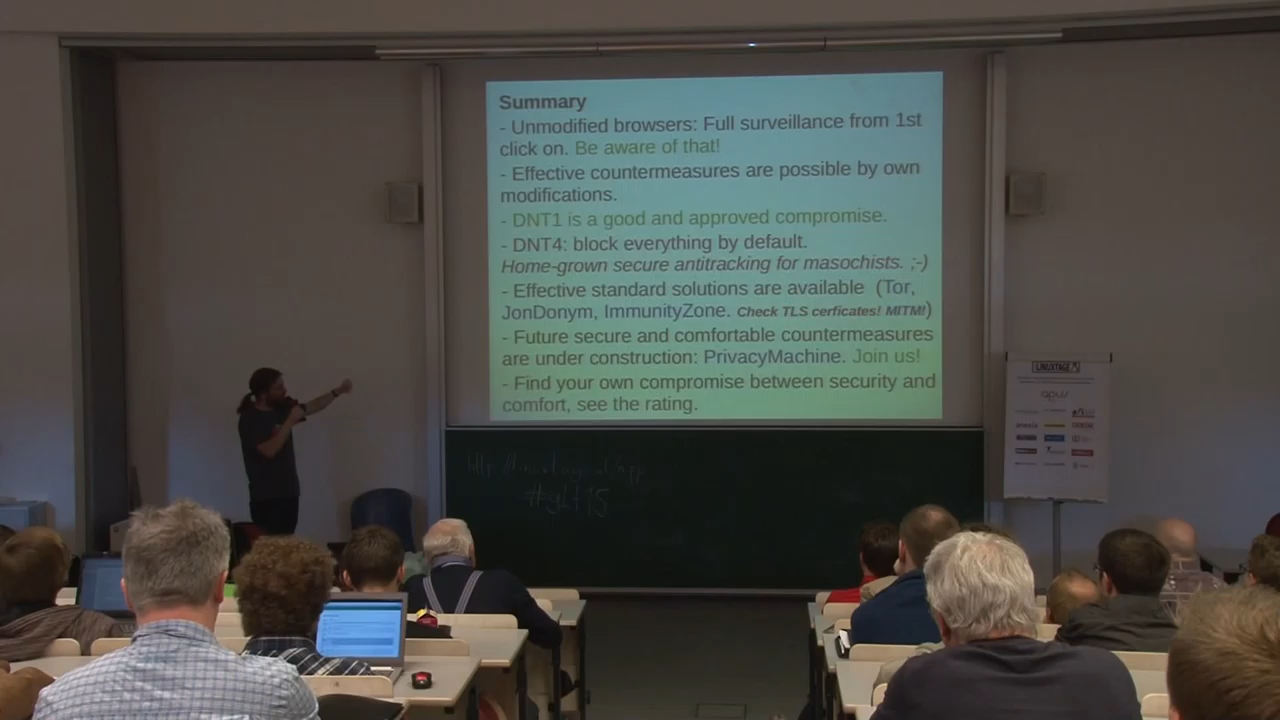 Summary
- Unmodified browsers: Full surveillance from 1st
click on. Be aware of that!
- Effective countermeasures are possible by own
modifications.
- DNT1 is a good and approved compromise.
- DNT4: block everything by default.
Home-grown secure antitracking for masochists. ;-)
- Effective standard solutions are available (Tor,
JonDonym, ImmunityZone. Check TLS cerficates! MITM!)
- Future secure and comfortable countermeasures
are under construction: PrivacyMachine. Join us!
- Find your own compromise between security and
comfort, see the rating.
LINUXTAGE
apus
#glt15